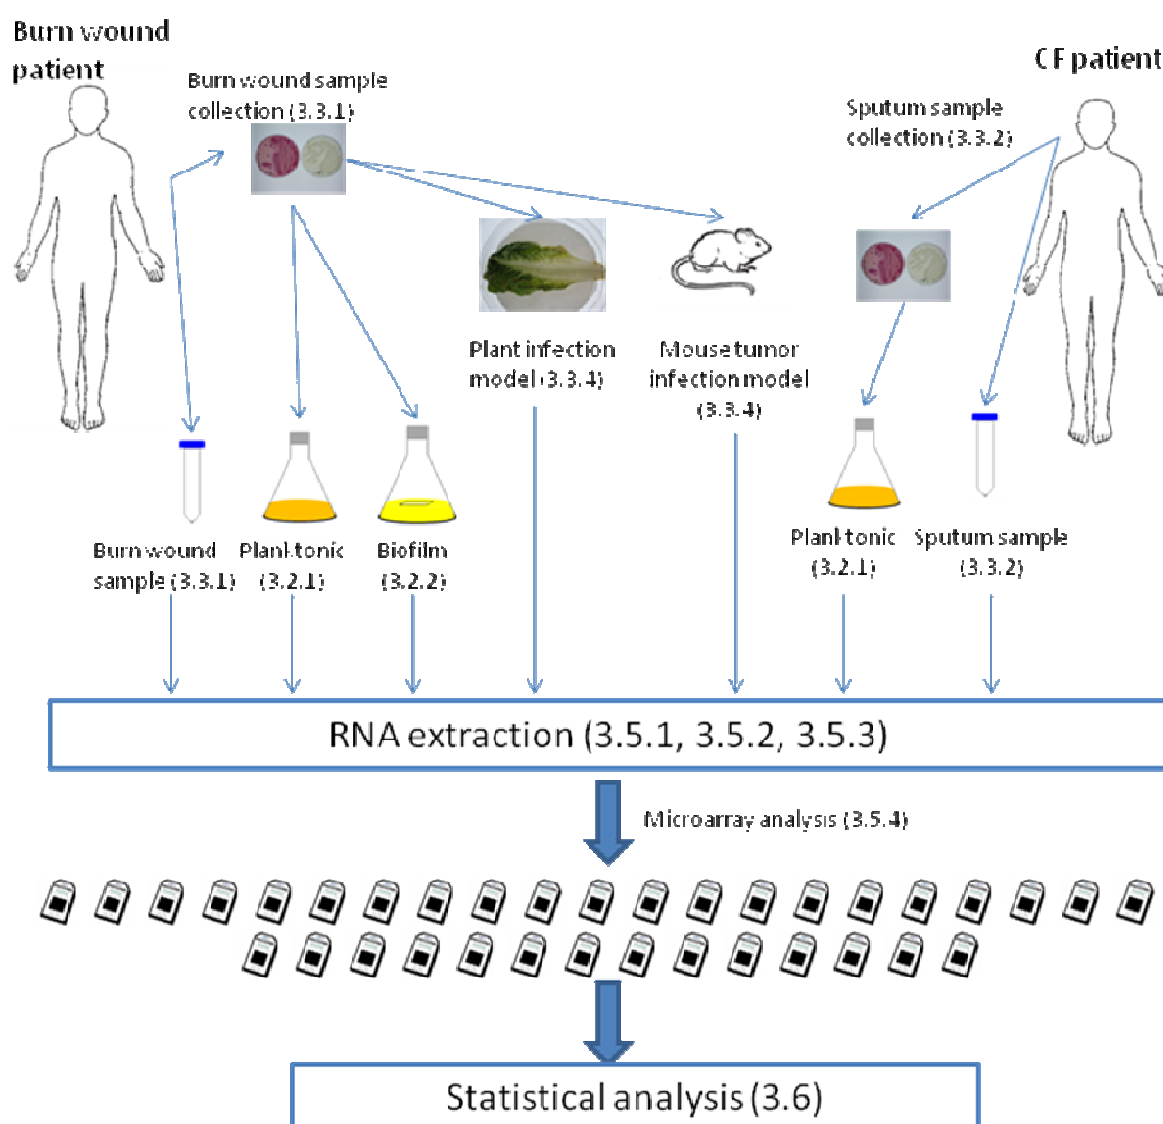 Burn wound
patient
Burn wound sample
collection (3.3.1)
CF patient
Sputum sample
collection (3.3.2)
Plant infection
model (3.3.4)
Mouse tumor
infection model
(3.3.4)
Burn wound
sample (3.3.1)
Planktonic
(3.2.1)
Biofilm
(3.2.2)
Planktonic
(3.2.1)
Sputum sample
(3.3.2)
RNA extraction (3.5.1, 3.5.2, 3.5.3)
Microarray analysis (3.5.4)
Statistical analysis (3.6)